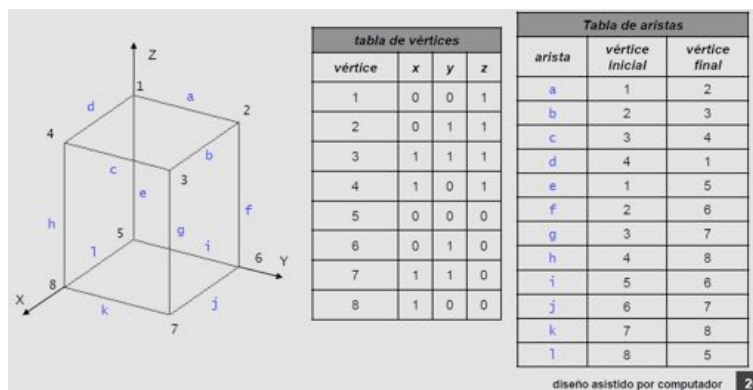 Z
1
d
a
2
4
b
c
3
e
h
f
5
g
l
i
6
Y
X
8
k
j
7
tabla de vértices
vértice x y z
1 0 0 1
2 0 1 1
3 1 1 1
4 1 0 1
5 0 0 0
6 0 1 0
7 1 1 0
8 1 0 0
Tabla de aristas
arista vértice inicial vértice final
a 1 2
b 2 3
c 3 4
d 4 1
e 1 5
f 2 6
g 3 7
h 4 8
i 5 6
j 6 7
k 7 8
l 8 5
diseño asistido por computador 2